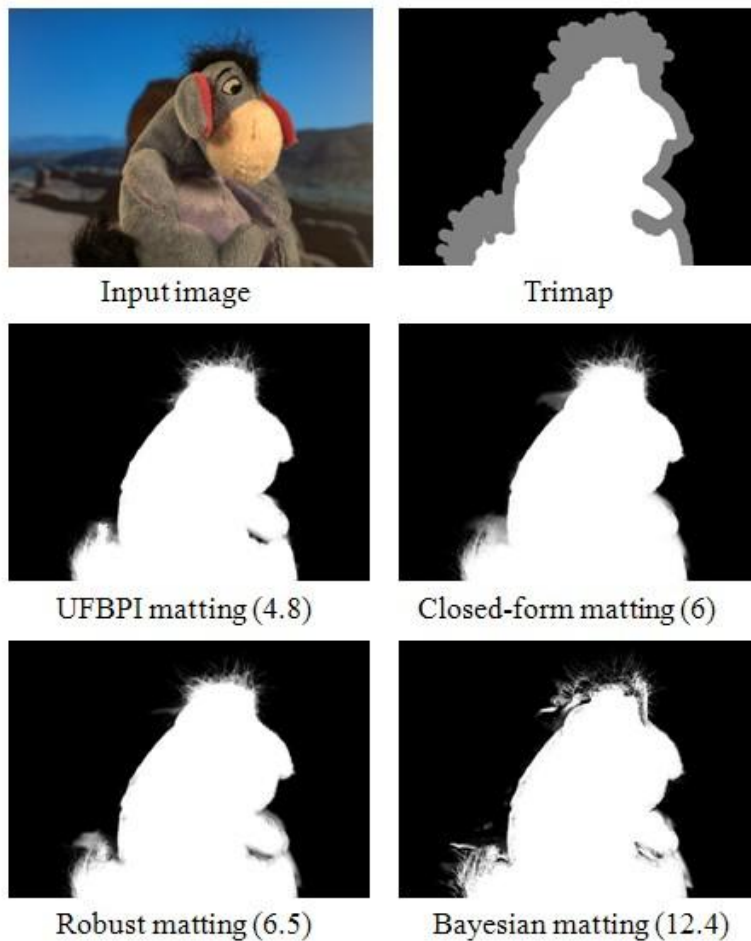 Input image
Trimap
UFBPI matting (4.8)
Closed-form matting (6)
Robust matting (6.5)
Bayesian matting (12.4)